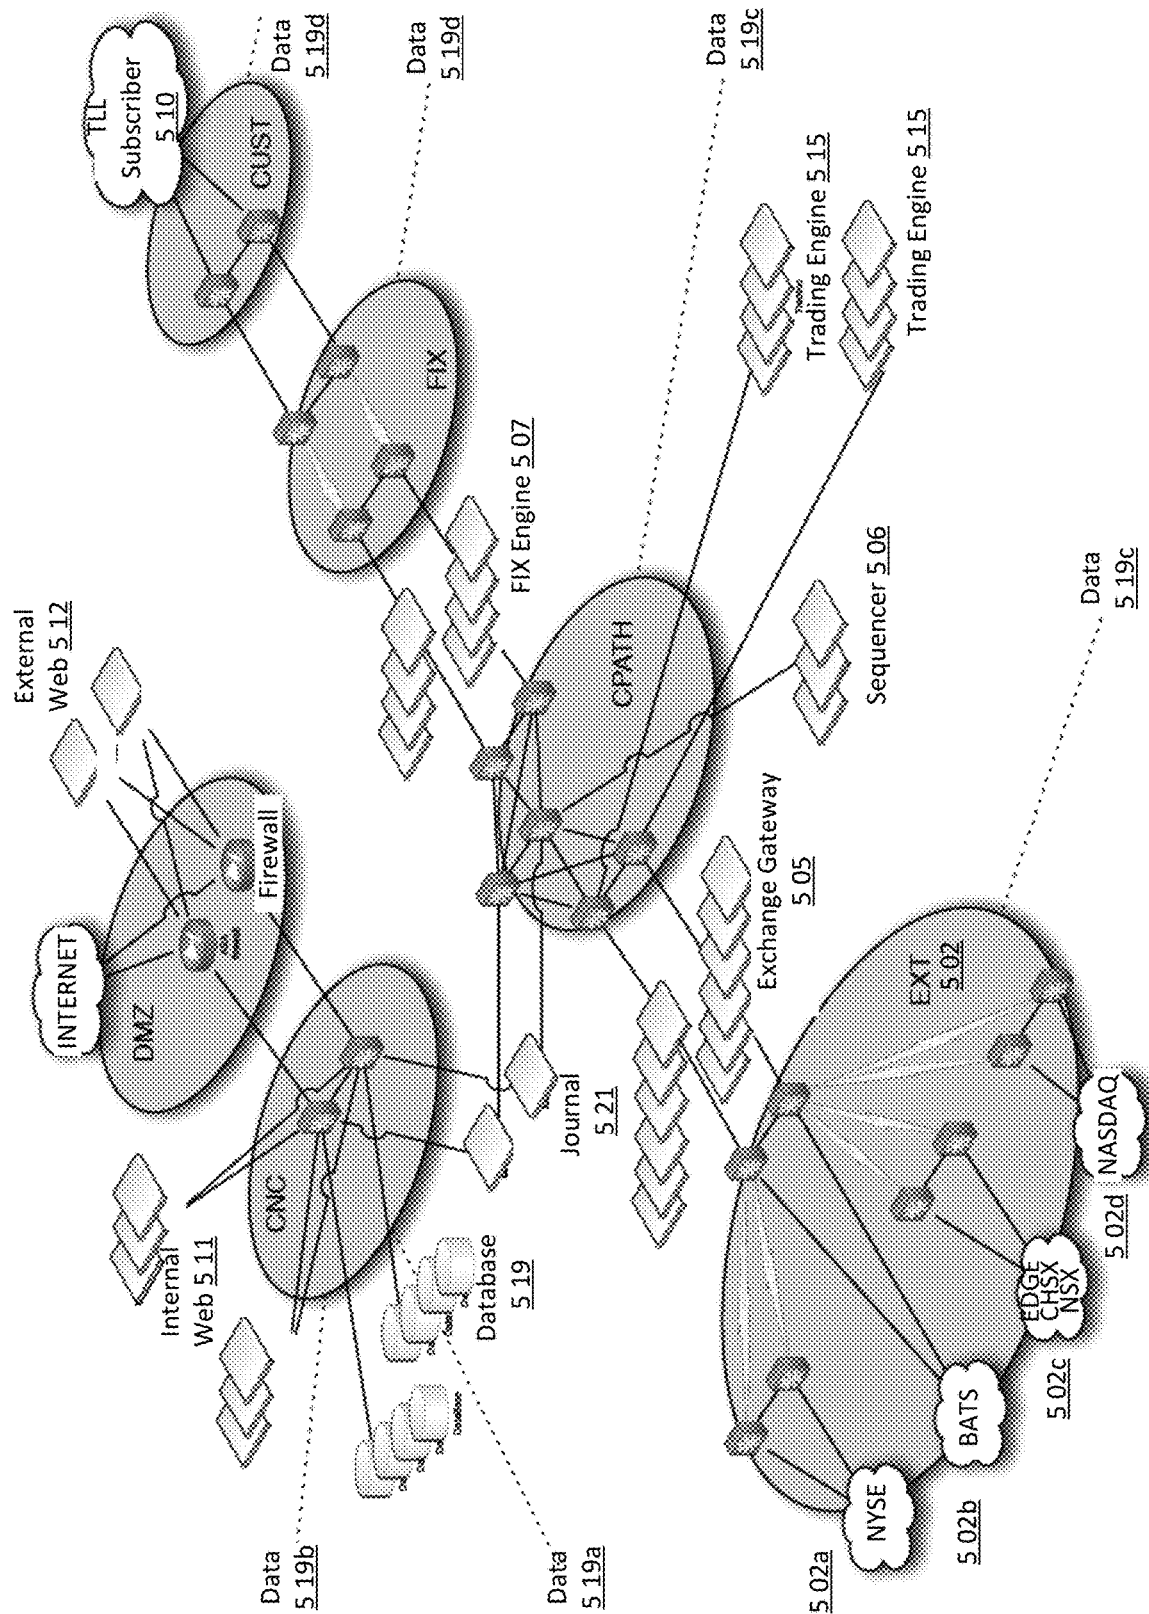 External
Web 5 12
INTERNET
TLL
Subscriber
5 10
DMZ
Firewall
Internal
Web 5 11
CNC
CUST
Data
5 19d
Data
5 19b
FIX
Data
5 19d
Database
5 19
FIX Engine 5 07
Data
5 19a
Journal
5 21
CPATH
Data
5 19c
Exchange Gateway
5 05
Trading Engine 5 15
5 02a
NYSE
Sequencer 5 06
Trading Engine 5 15
EXT
5 02
5 02b
BATS
5 02c
EDGE
CHSX
NSX
5 02d
NASDAQ
Data
5 19c